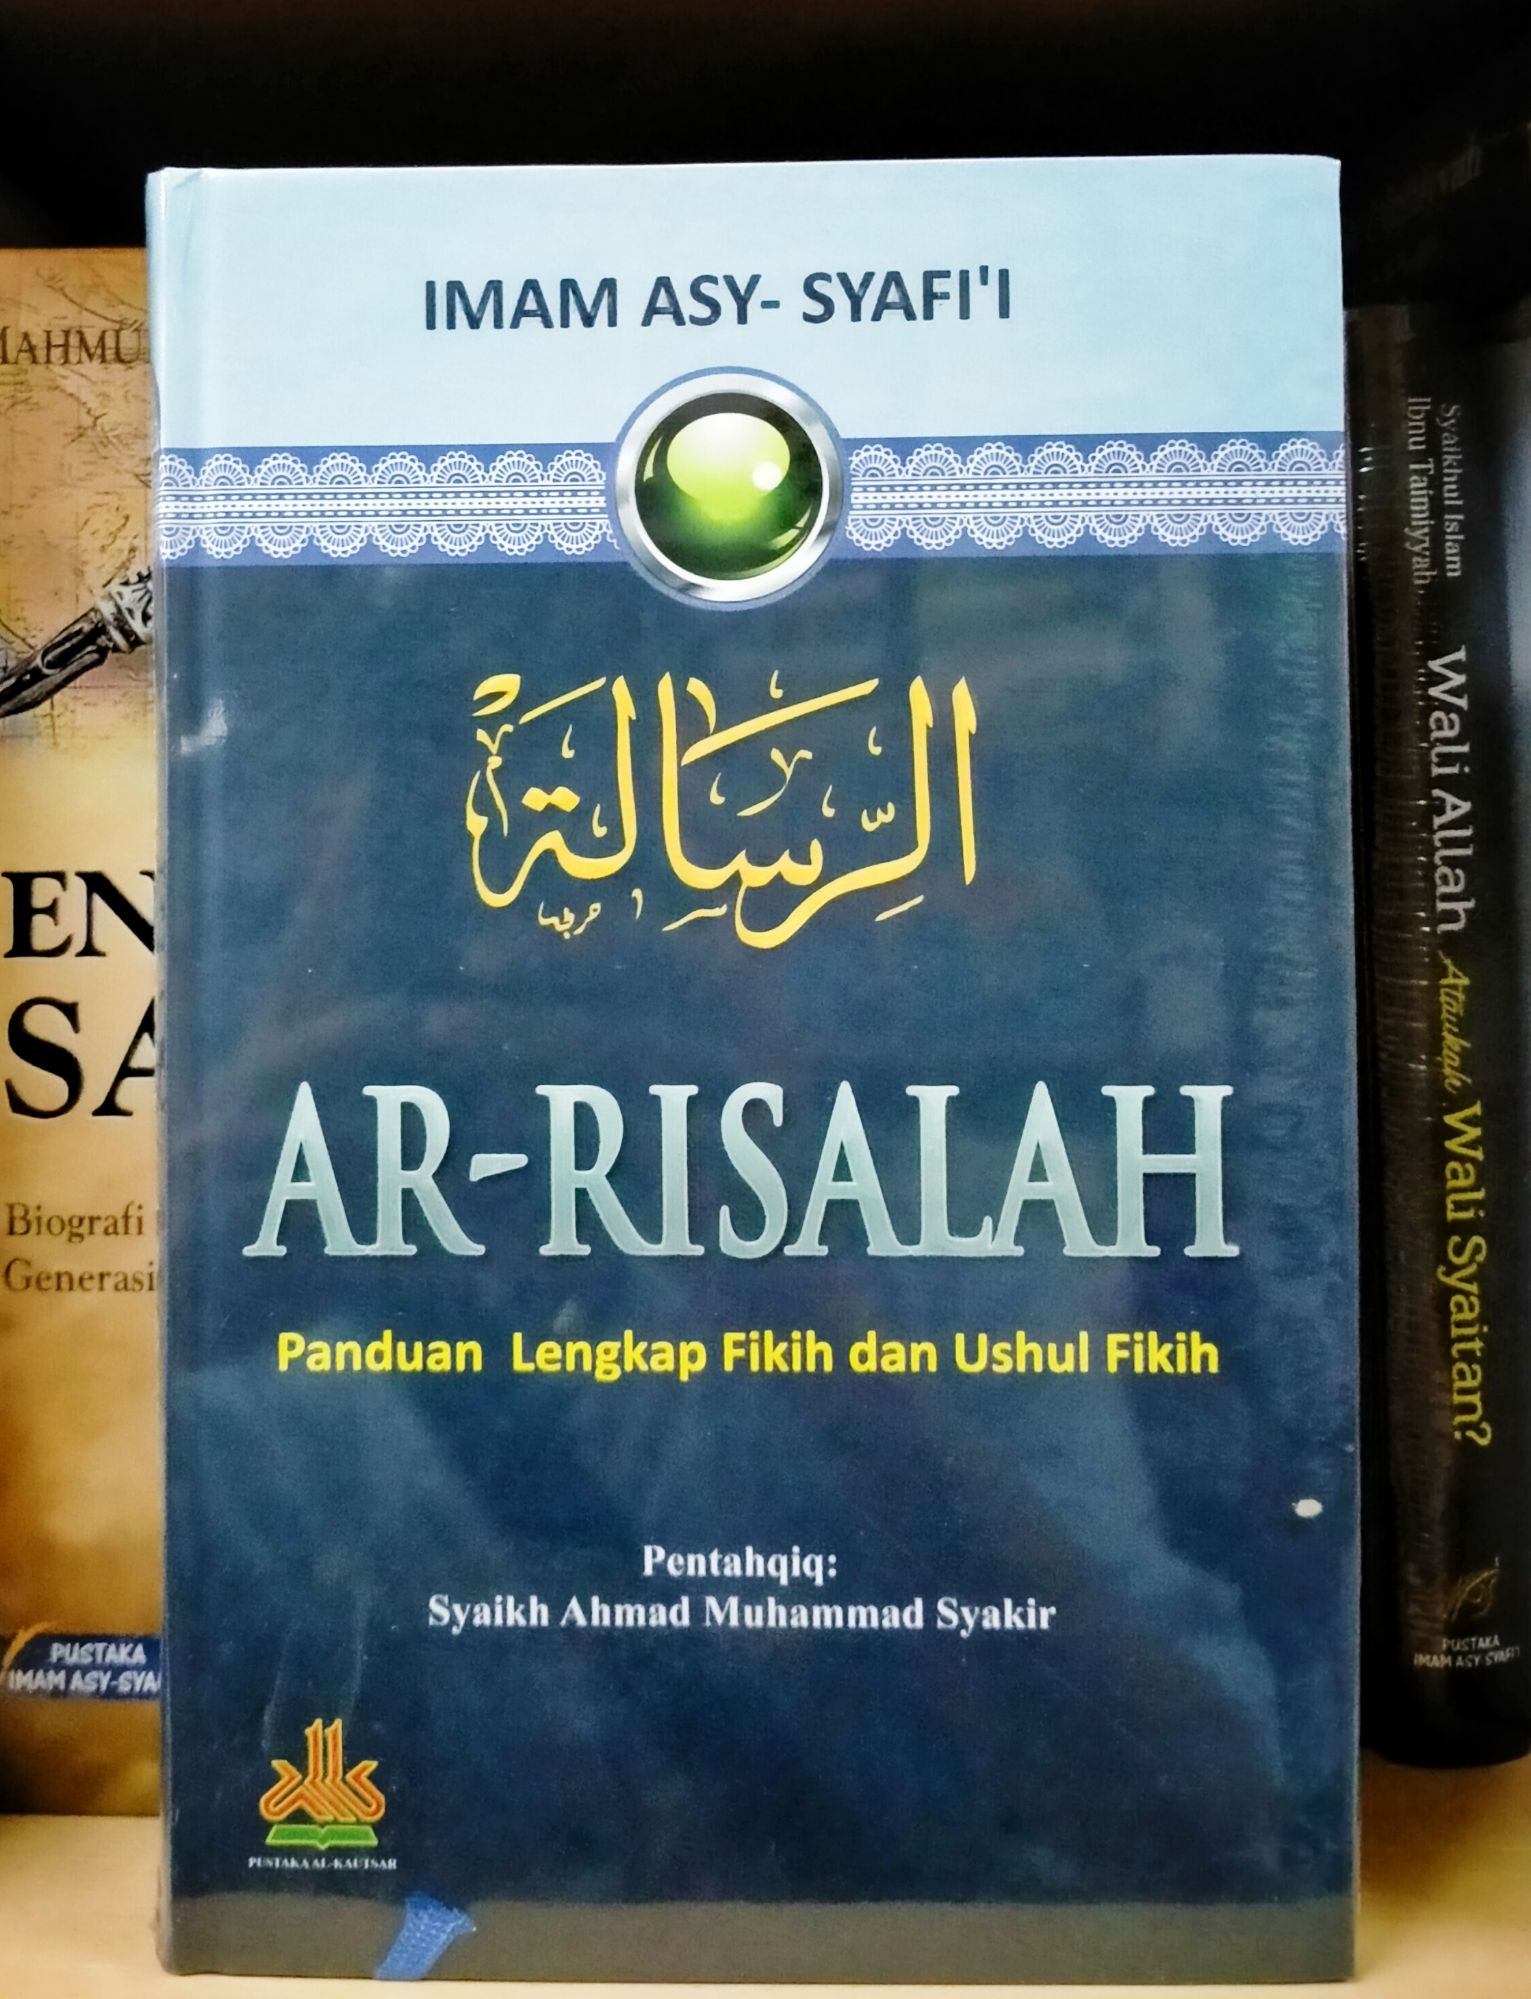 IMAM ASY- SYAFI'I
الرِّسَالَةُ
AR-RISALAH
Panduan Lengkap Fikih dan Ushul Fikih
Pentahqiq:
Syaikh Ahmad Muhammad Syakir
PUSTAKA AL-KAUTSAR
EN
SA
Biografi
Generasi
PUSTAKA
IMAM ASY-SYA
Syaikhul Islam
Ibnu Taimiyyah
Wali Allah Ataukah Wali Syaitan?
PUSTAKA
IMAM ASY-SYAFI'I